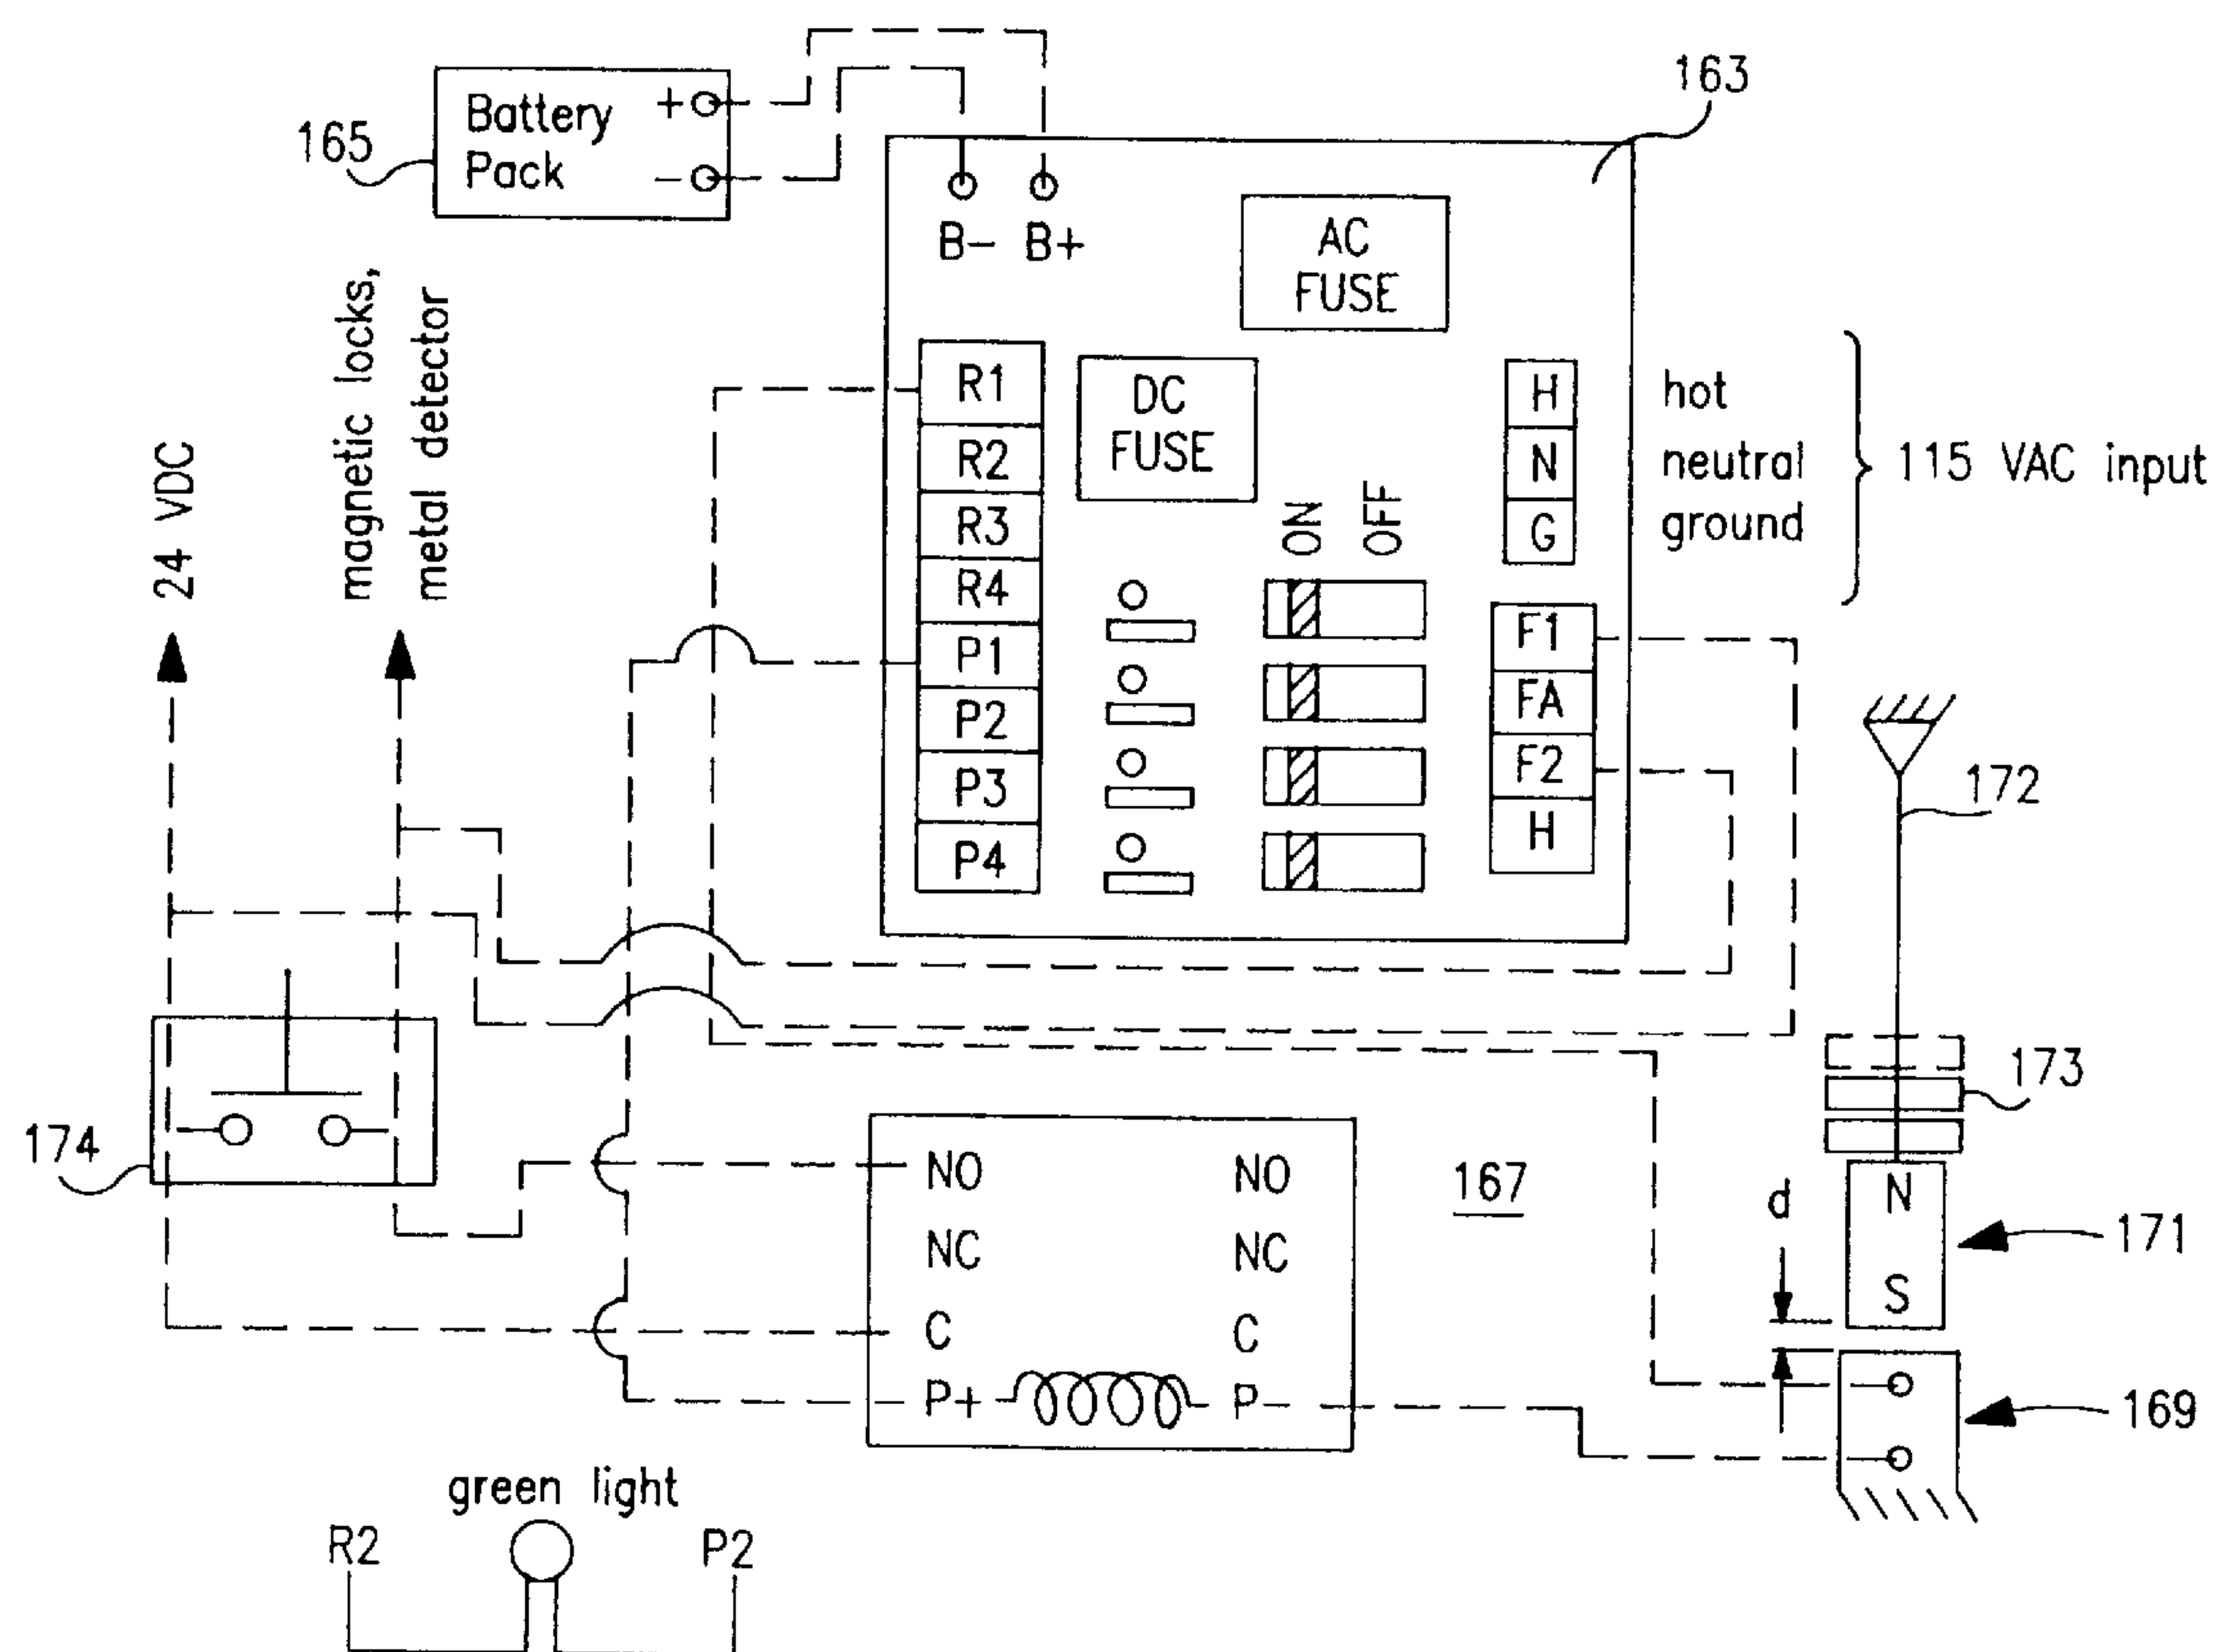 163
165
Battery +
Pack −
B− B+
AC
FUSE
magnetic locks,
metal detector
24 VDC
R1
R2
R3
R4
P1
P2
P3
P4
DC
FUSE
ON
OFF
H hot
N neutral
G ground
115 VAC input
F1
FA
F2
H
172
173
174
NO NO
NC NC
C C
P+ P−
167
d
N
S
171
169
green light
R2 P2